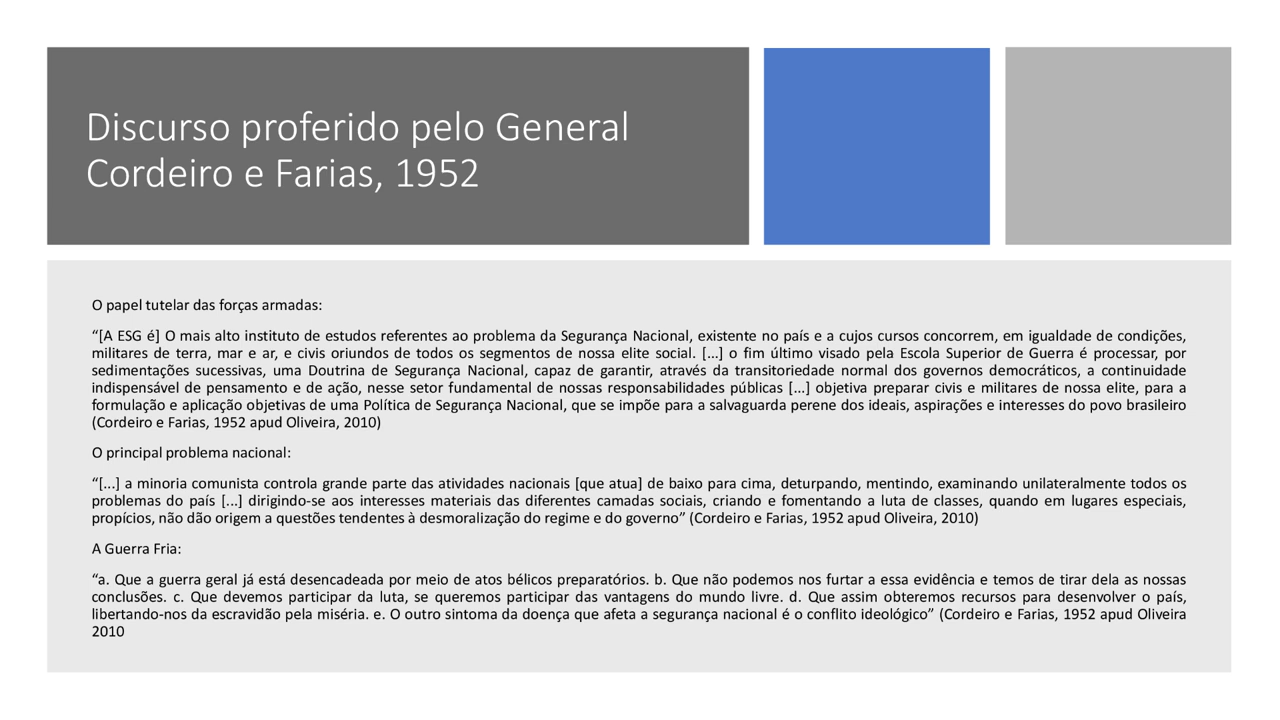 Discurso proferido pelo General
Cordeiro e Farias, 1952
O papel tutelar das forças armadas:
“[A ESG é] O mais alto instituto de estudos referentes ao problema da Segurança Nacional, existente no país e a cujos cursos concorrem, em igualdade de condições,
militares de terra, mar e ar, e civis oriundos de todos os segmentos de nossa elite social. [...] o fim último visado pela Escola Superior de Guerra é processar, por
sedimentações sucessivas, uma Doutrina de Segurança Nacional, capaz de garantir, através da transitoriedade normal dos governos democráticos, a continuidade
indispensável de pensamento e de ação, nesse setor fundamental de nossas responsabilidades públicas [...] objetiva preparar civis e militares de nossa elite, para a
formulação e aplicação objetivas de uma Política de Segurança Nacional, que se impõe para a salvaguarda perene dos ideais, aspirações e interesses do povo brasileiro
(Cordeiro e Farias, 1952 apud Oliveira, 2010)
O principal problema nacional:
“[...] a minoria comunista controla grande parte das atividades nacionais [que atua] de baixo para cima, deturpando, mentindo, examinando unilateralmente todos os
problemas do país [...] dirigindo-se aos interesses materiais das diferentes camadas sociais, criando e fomentando a luta de classes, quando em lugares especiais,
propícios, não dão origem a questões tendentes à desmoralização do regime e do governo” (Cordeiro e Farias, 1952 apud Oliveira, 2010)
A Guerra Fria:
“a. Que a guerra geral já está desencadeada por meio de atos bélicos preparatórios. b. Que não podemos nos furtar a essa evidência e temos de tirar dela as nossas
conclusões. c. Que devemos participar da luta, se queremos participar das vantagens do mundo livre. d. Que assim obteremos recursos para desenvolver o país,
libertando-nos da escravidão pela miséria. e. O outro sintoma da doença que afeta a segurança nacional é o conflito ideológico” (Cordeiro e Farias, 1952 apud Oliveira
2010